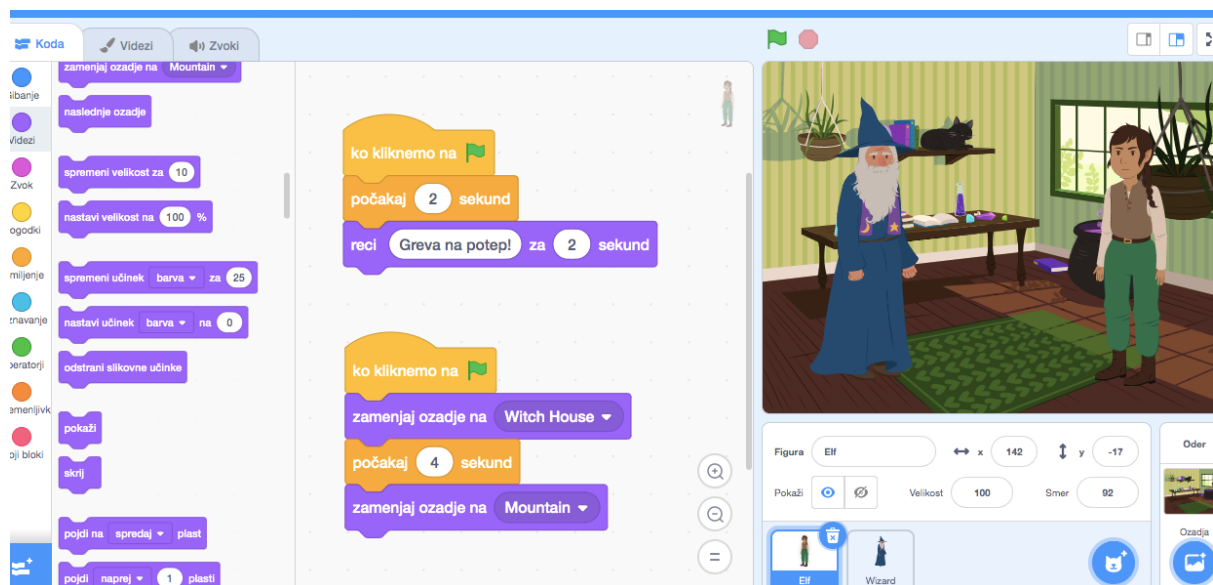 Koda
Videzi
Zvoki
zamenjaj ozadje na Mountain
naslednje ozadje
spremeni velikost za 10
nastavi velikost na 100 %
spremeni učinek barva za 25
nastavi učinek barva na 0
odstrani slikovne učinke
pokaži
skrij
pojdi na spredaj plast
pojdi naprej 1 plasti
Zvok
ko kliknemo na
počakaj 2 sekund
reci Greva na potep! za 2 sekund
ko kliknemo na
zamenjaj ozadje na Witch House
počakaj 4 sekund
zamenjaj ozadje na Mountain
Figura Elf x 142 y -17
Pokaži Velikost 100 Smer 92
Elf
Wizard
Oder
Ozadja